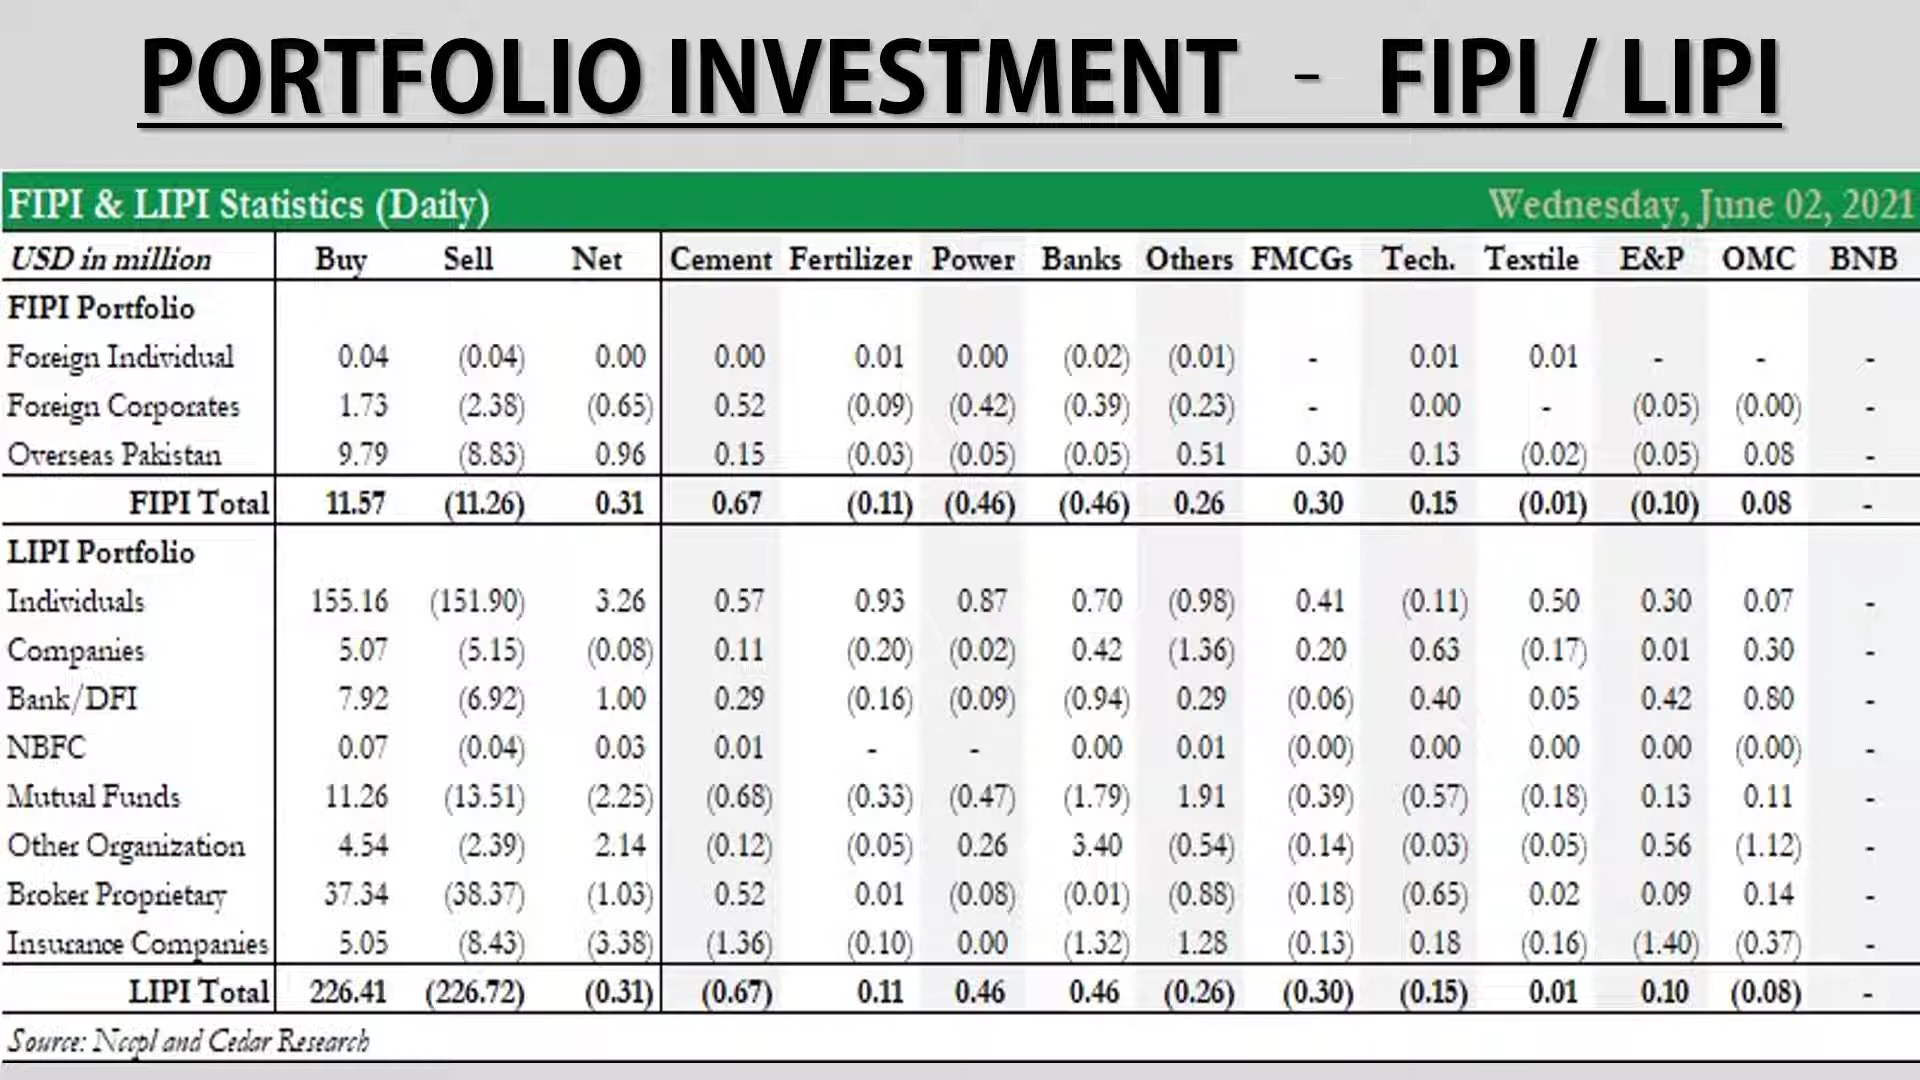 PORTFOLIO INVESTMENT - FIPI / LIPI
FIPI & LIPI Statistics (Daily) Wednesday, June 02, 2021
USD in million Buy Sell Net Cement Fertilizer Power Banks Others FMCGs Tech. Textile E&P OMC BNB
FIPI Portfolio
Foreign Individual 0.04 (0.04) 0.00 0.00 0.01 0.00 (0.02) (0.01) - 0.01 0.01 - - -
Foreign Corporates 1.73 (2.38) (0.65) 0.52 (0.09) (0.42) (0.39) (0.23) - 0.00 - (0.05) (0.00) -
Overseas Pakistan 9.79 (8.83) 0.96 0.15 (0.03) (0.05) (0.05) 0.51 0.30 0.13 (0.02) (0.05) 0.08 -
FIPI Total 11.57 (11.26) 0.31 0.67 (0.11) (0.46) (0.46) 0.26 0.30 0.15 (0.01) (0.10) 0.08 -
LIPI Portfolio
Individuals 155.16 (151.90) 3.26 0.57 0.93 0.87 0.70 (0.98) 0.41 (0.11) 0.50 0.30 0.07 -
Companies 5.07 (5.15) (0.08) 0.11 (0.20) (0.02) 0.42 (1.36) 0.20 0.63 (0.17) 0.01 0.30 -
Bank/DFI 7.92 (6.92) 1.00 0.29 (0.16) (0.09) (0.94) 0.29 (0.06) 0.40 0.05 0.42 0.80 -
NBFC 0.07 (0.04) 0.03 0.01 - - 0.00 0.01 (0.00) 0.00 0.00 0.00 (0.00) -
Mutual Funds 11.26 (13.51) (2.25) (0.68) (0.33) (0.47) (1.79) 1.91 (0.39) (0.57) (0.18) 0.13 0.11 -
Other Organization 4.54 (2.39) 2.14 (0.12) (0.05) 0.26 3.40 (0.54) (0.14) (0.03) (0.05) 0.56 (1.12) -
Broker Proprietary 37.34 (38.37) (1.03) 0.52 0.01 (0.08) (0.01) (0.88) (0.18) (0.65) 0.02 0.09 0.14 -
Insurance Companies 5.05 (8.43) (3.38) (1.36) (0.10) 0.00 (1.32) 1.28 (0.13) 0.18 (0.16) (1.40) (0.37) -
LIPI Total 226.41 (226.72) (0.31) (0.67) 0.11 0.46 0.46 (0.26) (0.30) (0.15) 0.01 0.10 (0.08) -
Source: Nccpl and Cedar Research